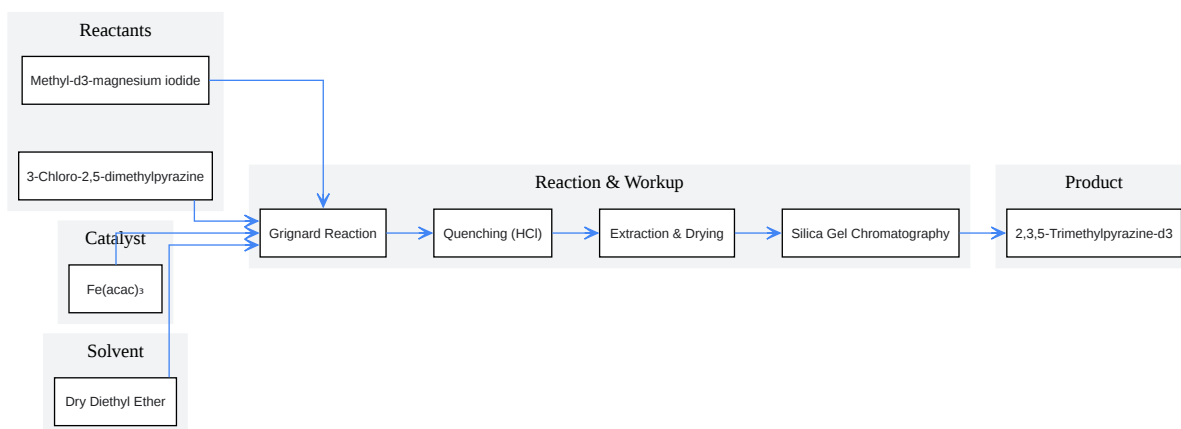 Reactants
Methyl-d3-magnesium iodide
3-Chloro-2,5-dimethylpyrazine
Catalyst
Fe(acac)₃
Solvent
Dry Diethyl Ether
Reaction & Workup
Grignard Reaction
Quenching (HCl)
Extraction & Drying
Silica Gel Chromatography
Product
2,3,5-Trimethylpyrazine-d3